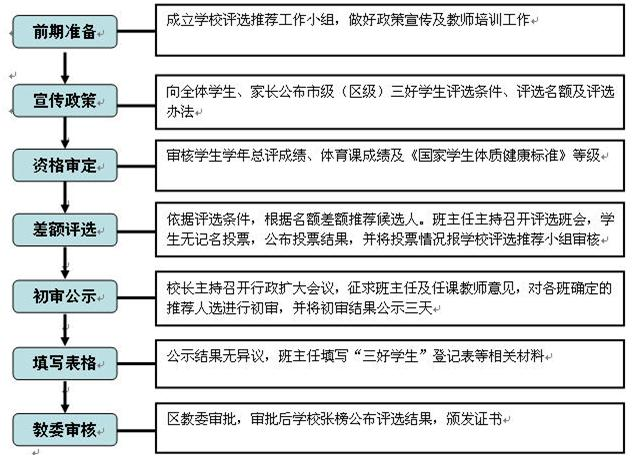 前期准备
成立学校评选推荐工作小组，做好政策宣传及教师培训工作
宣传政策
向全体学生、家长公布市级（区级）三好学生评选条件、评选名额及评选
办法
资格审定
审核学生学年总评成绩、体育课成绩及《国家学生体质健康标准》等级
差额评选
依据评选条件，根据名额差额推荐候选人。班主任主持召开评选班会，学
生无记名投票，公布投票结果，并将投票情况报学校评选推荐小组审核
初审公示
校长主持召开行政扩大会议，征求班主任及任课教师意见，对各班确定的
推荐人选进行初审，并将初审结果公示三天
填写表格
公示结果无异议，班主任填写“三好学生”登记表等相关材料
教委审核
区教委审批，审批后学校张榜公布评选结果，颁发证书